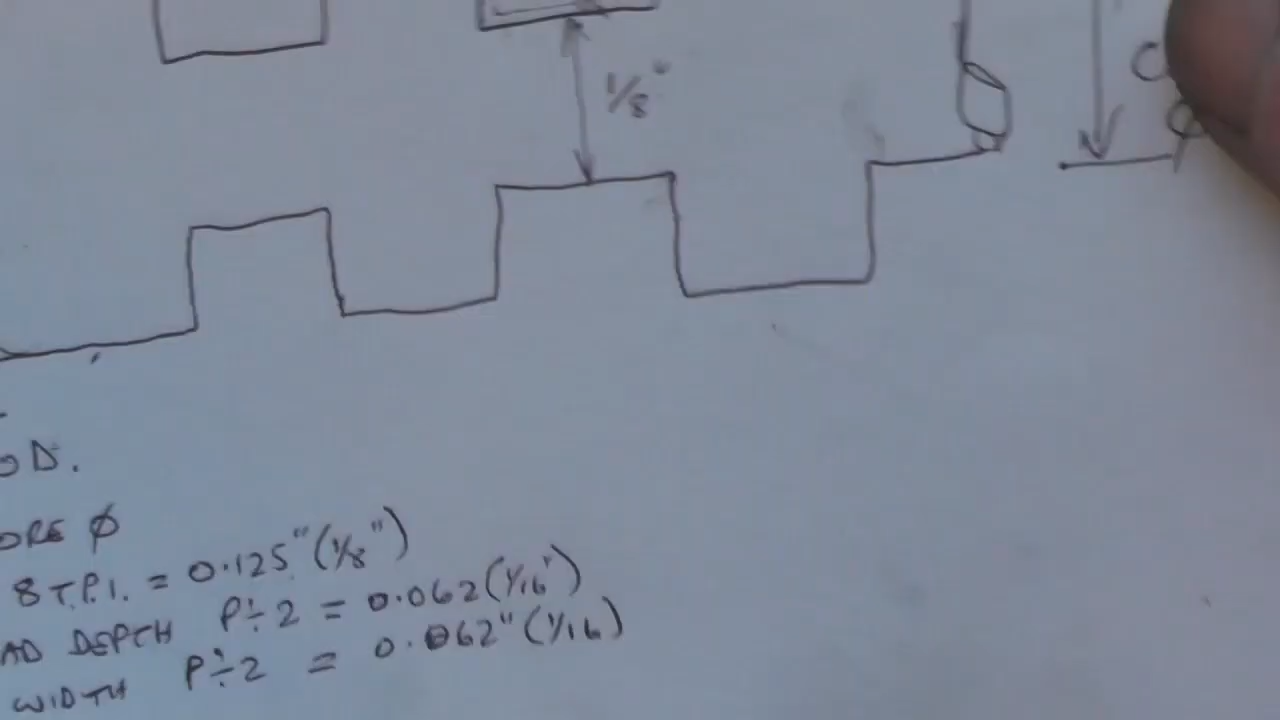 1/8"
C
Ø
OD.
ORE Ø
8 T.P.I. = 0.125" (1/8")
AD DEPTH P÷2 = 0.062 (1/16")
WIDTH P÷2 = 0.062" (1/16)